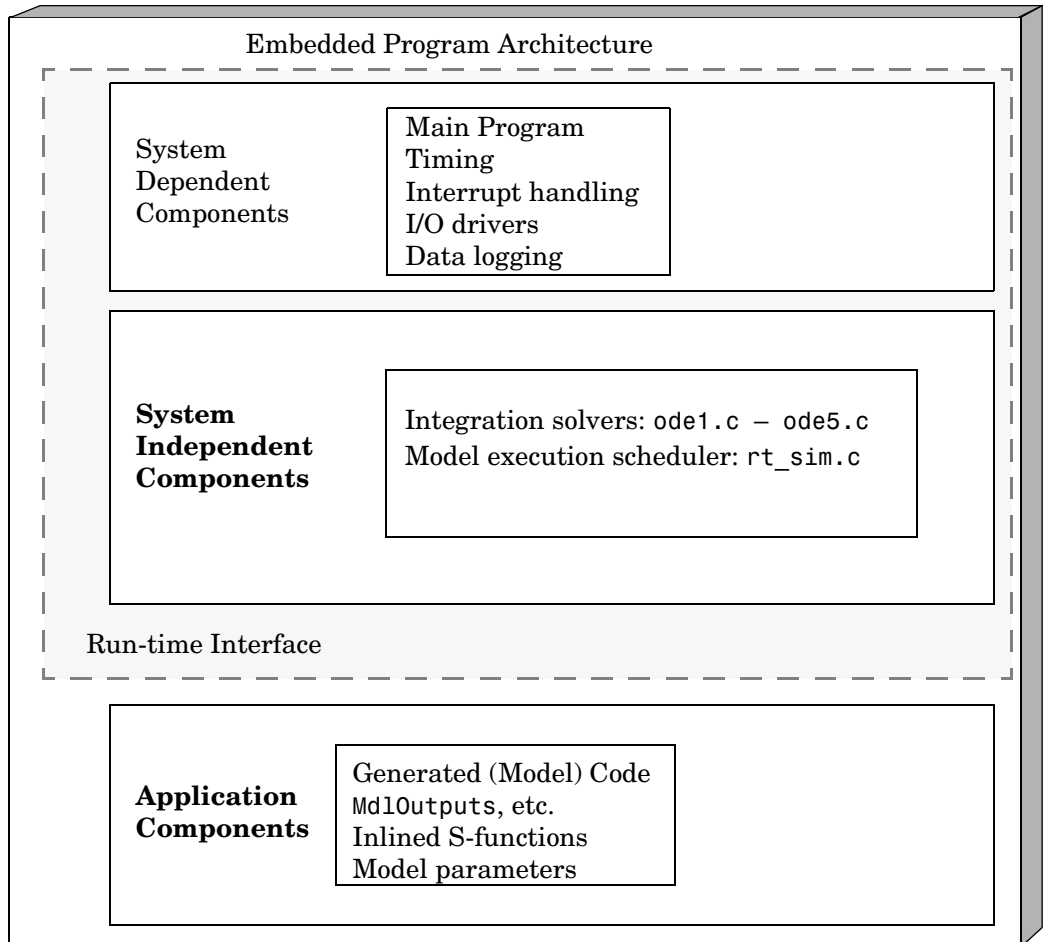 Embedded Program Architecture
System
Dependent
Components
Main Program
Timing
Interrupt handling
I/O drivers
Data logging
System
Independent
Components
Integration solvers: ode1.c – ode5.c
Model execution scheduler: rt_sim.c
Run-time Interface
Application
Components
Generated (Model) Code
MdlOutputs, etc.
Inlined S-functions
Model parameters